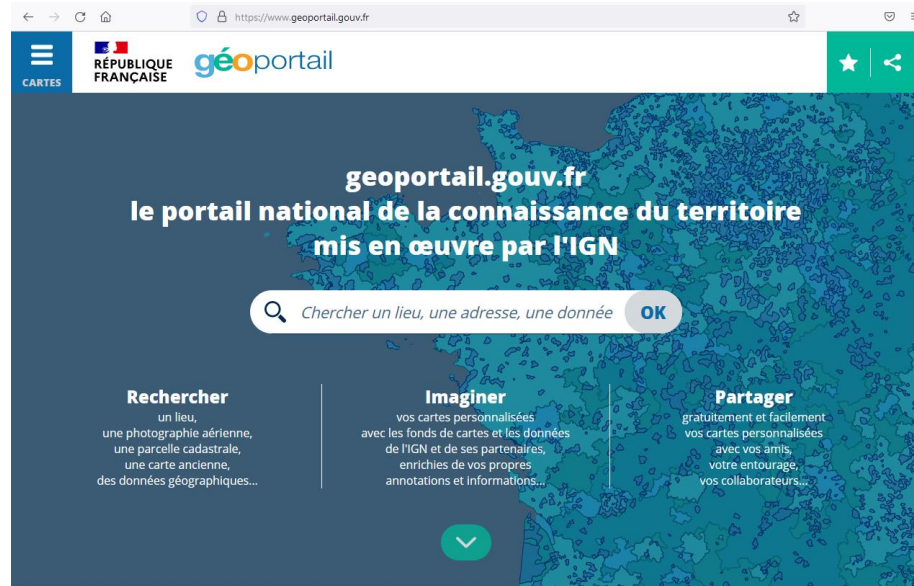 https://www.geoportail.gouv.fr
CARTES
RÉPUBLIQUE
FRANÇAISE
géoportail
geoportail.gouv.fr
le portail national de la connaissance du territoire
mis en œuvre par l'IGN
Chercher un lieu, une adresse, une donnée
OK
Rechercher
un lieu,
une photographie aérienne,
une parcelle cadastrale,
une carte ancienne,
des données géographiques...
Imaginer
vos cartes personnalisées
avec les fonds de cartes et les données
de l'IGN et de ses partenaires,
enrichies de vos propres
annotations et informations...
Partager
gratuitement et facilement
vos cartes personnalisées
avec vos amis,
votre entourage,
vos collaborateurs...